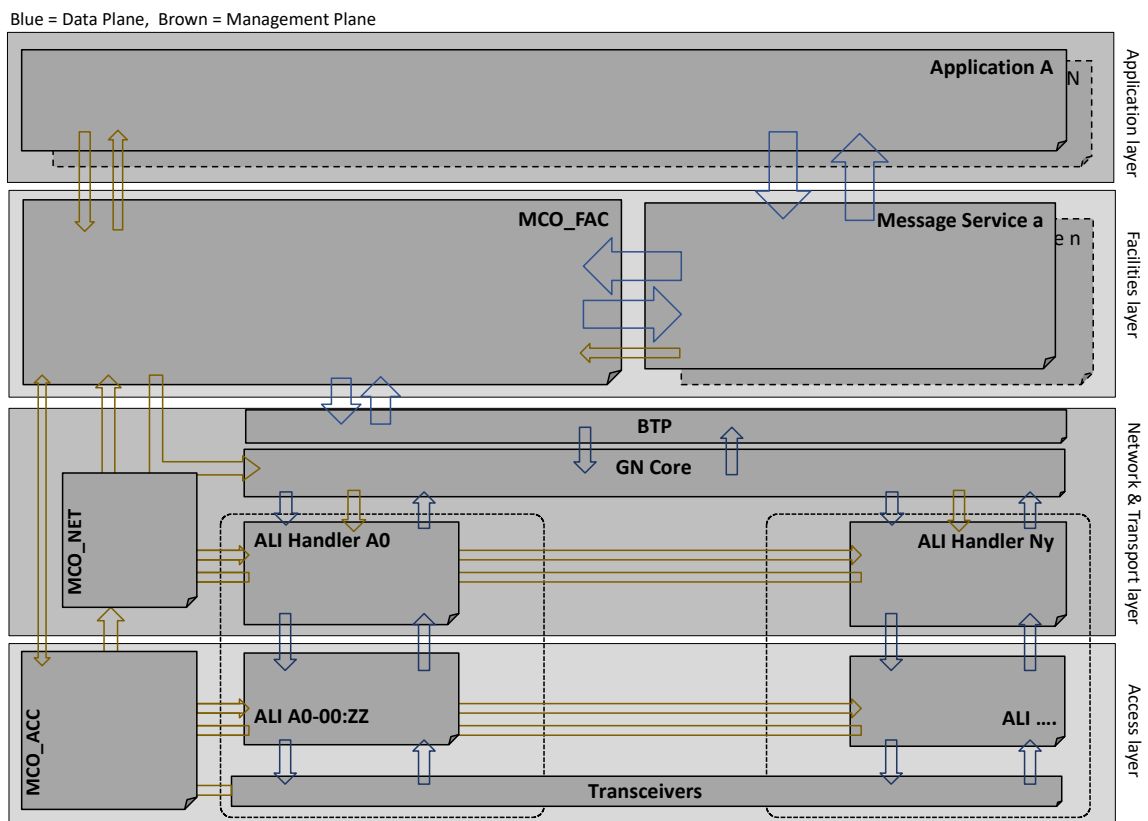 Blue = Data Plane, Brown = Management Plane
Application A
N
Application layer
MCO_FAC
Message Service a
e n
Facilities layer
BTP
GN Core
MCO_NET
ALI Handler A0
ALI Handler Ny
Network & Transport layer
MCO_ACC
ALI A0-00:ZZ
ALI ....
Transceivers
Access layer